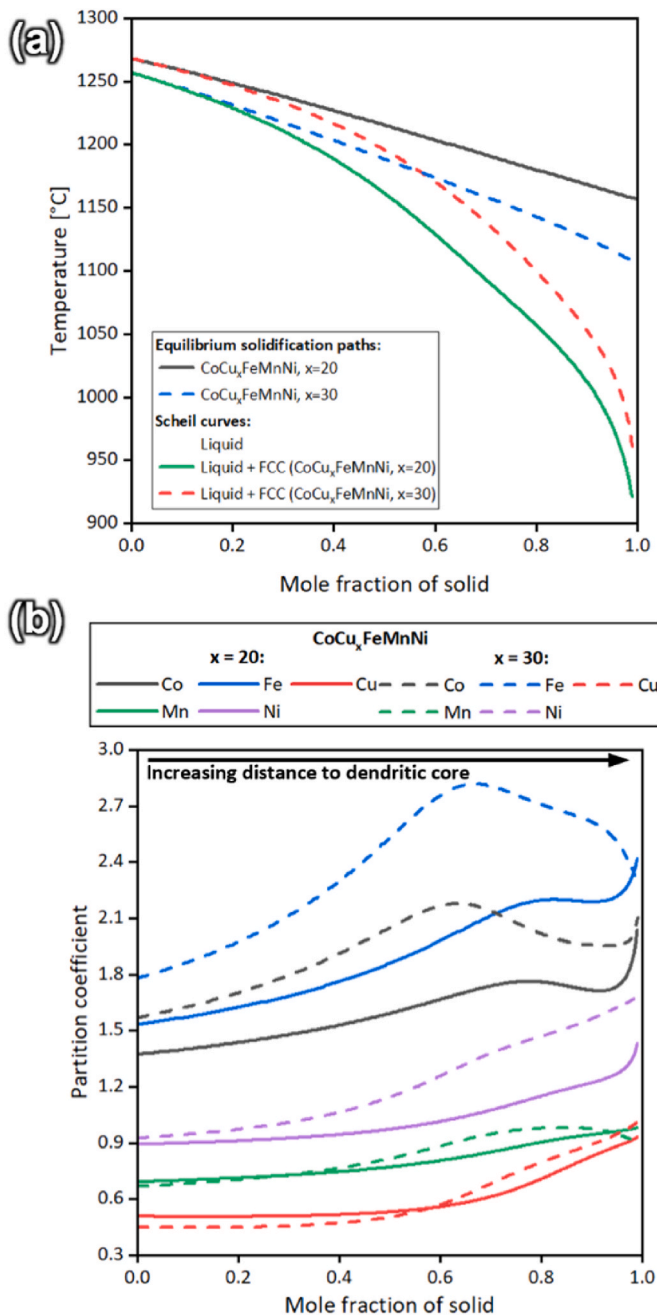 (a)
1300
1250
1200
1150
1100
1050
1000
950
900
Temperature [°C]
Equilibrium solidification paths:
CoCuₓFeMnNi, x=20
CoCuₓFeMnNi, x=30
Scheil curves:
Liquid
Liquid + FCC (CoCuₓFeMnNi, x=20)
Liquid + FCC (CoCuₓFeMnNi, x=30)
0.0 0.2 0.4 0.6 0.8 1.0
Mole fraction of solid
(b)
CoCuₓFeMnNi
x = 20: x = 30:
Co Fe Cu Co Fe Cu
Mn Ni Mn Ni
3.0
Increasing distance to dendritic core
2.7
2.4
2.1
1.8
1.5
1.2
0.9
0.6
0.3
Partition coefficient
0.0 0.2 0.4 0.6 0.8 1.0
Mole fraction of solid